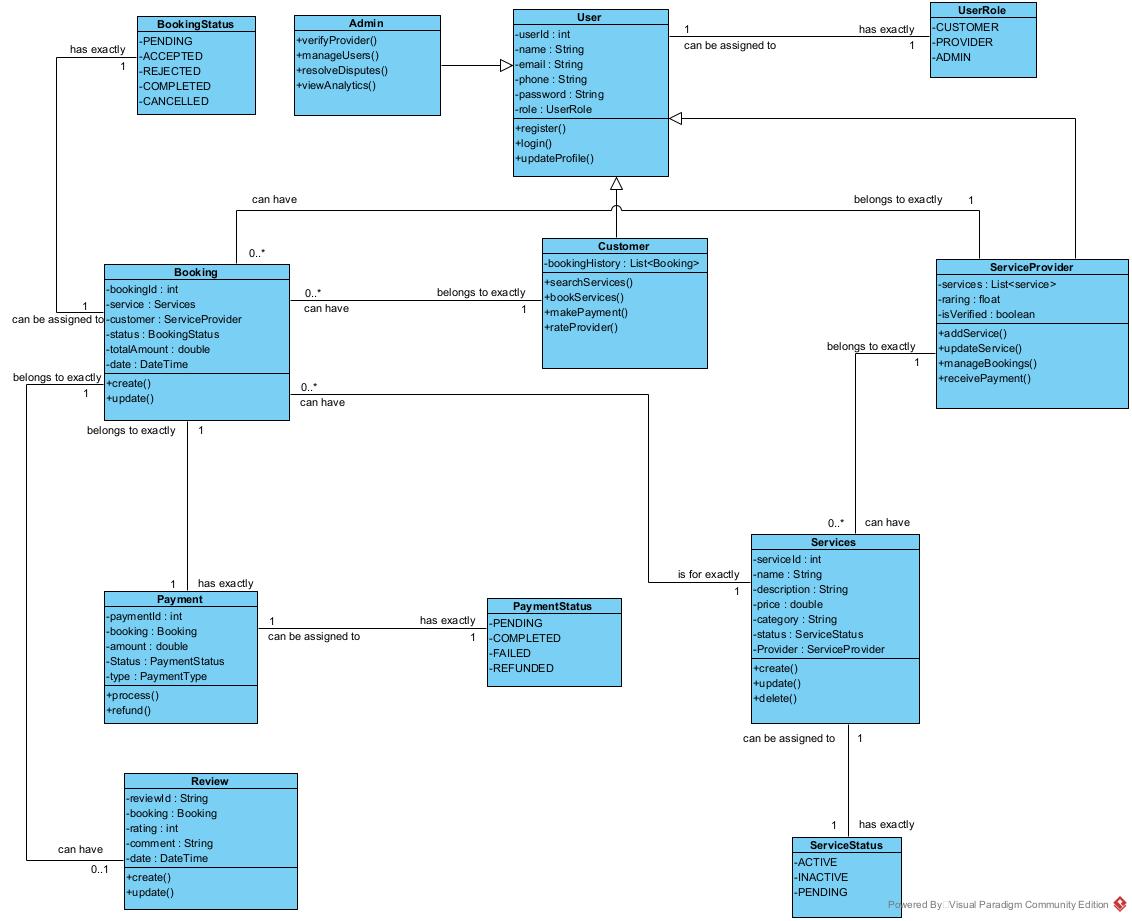 BookingStatus
-PENDING
-ACCEPTED
-REJECTED
-COMPLETED
-CANCELLED
has exactly
1
Admin
+verifyProvider()
+manageUsers()
+resolveDisputes()
+viewAnalytics()
User
-userId : int
-name : String
-email : String
-phone : String
-password : String
-role : UserRole
+register()
+login()
+updateProfile()
1
can be assigned to
has exactly
1
UserRole
-CUSTOMER
-PROVIDER
-ADMIN
can have
0..*
belongs to exactly
1
Booking
-bookingId : int
-service : Services
-customer : ServiceProvider
-status : BookingStatus
-totalAmount : double
-date : DateTime
+create()
+update()
1
can be assigned to
0..*
can have
belongs to exactly
1
Customer
-bookingHistory : List<Booking>
+searchServices()
+bookServices()
+makePayment()
+rateProvider()
ServiceProvider
-services : List<service>
-raring : float
-isVerified : boolean
+addService()
+updateService()
+manageBookings()
+receivePayment()
belongs to exactly
1
belongs to exactly
1
0..*
can have
belongs to exactly
1
0..*
can have
is for exactly
1
Services
-serviceId : int
-name : String
-description : String
-price : double
-category : String
-status : ServiceStatus
-Provider : ServiceProvider
+create()
+update()
+delete()
1
has exactly
Payment
-paymentId : int
-booking : Booking
-amount : double
-Status : PaymentStatus
-type : PaymentType
+process()
+refund()
1
can be assigned to
has exactly
1
PaymentStatus
-PENDING
-COMPLETED
-FAILED
-REFUNDED
can be assigned to
1
Review
-reviewId : String
-booking : Booking
-rating : int
-comment : String
-date : DateTime
+create()
+update()
can have
0..1
1
has exactly
ServiceStatus
-ACTIVE
-INACTIVE
-PENDING
Powered By Visual Paradigm Community Edition